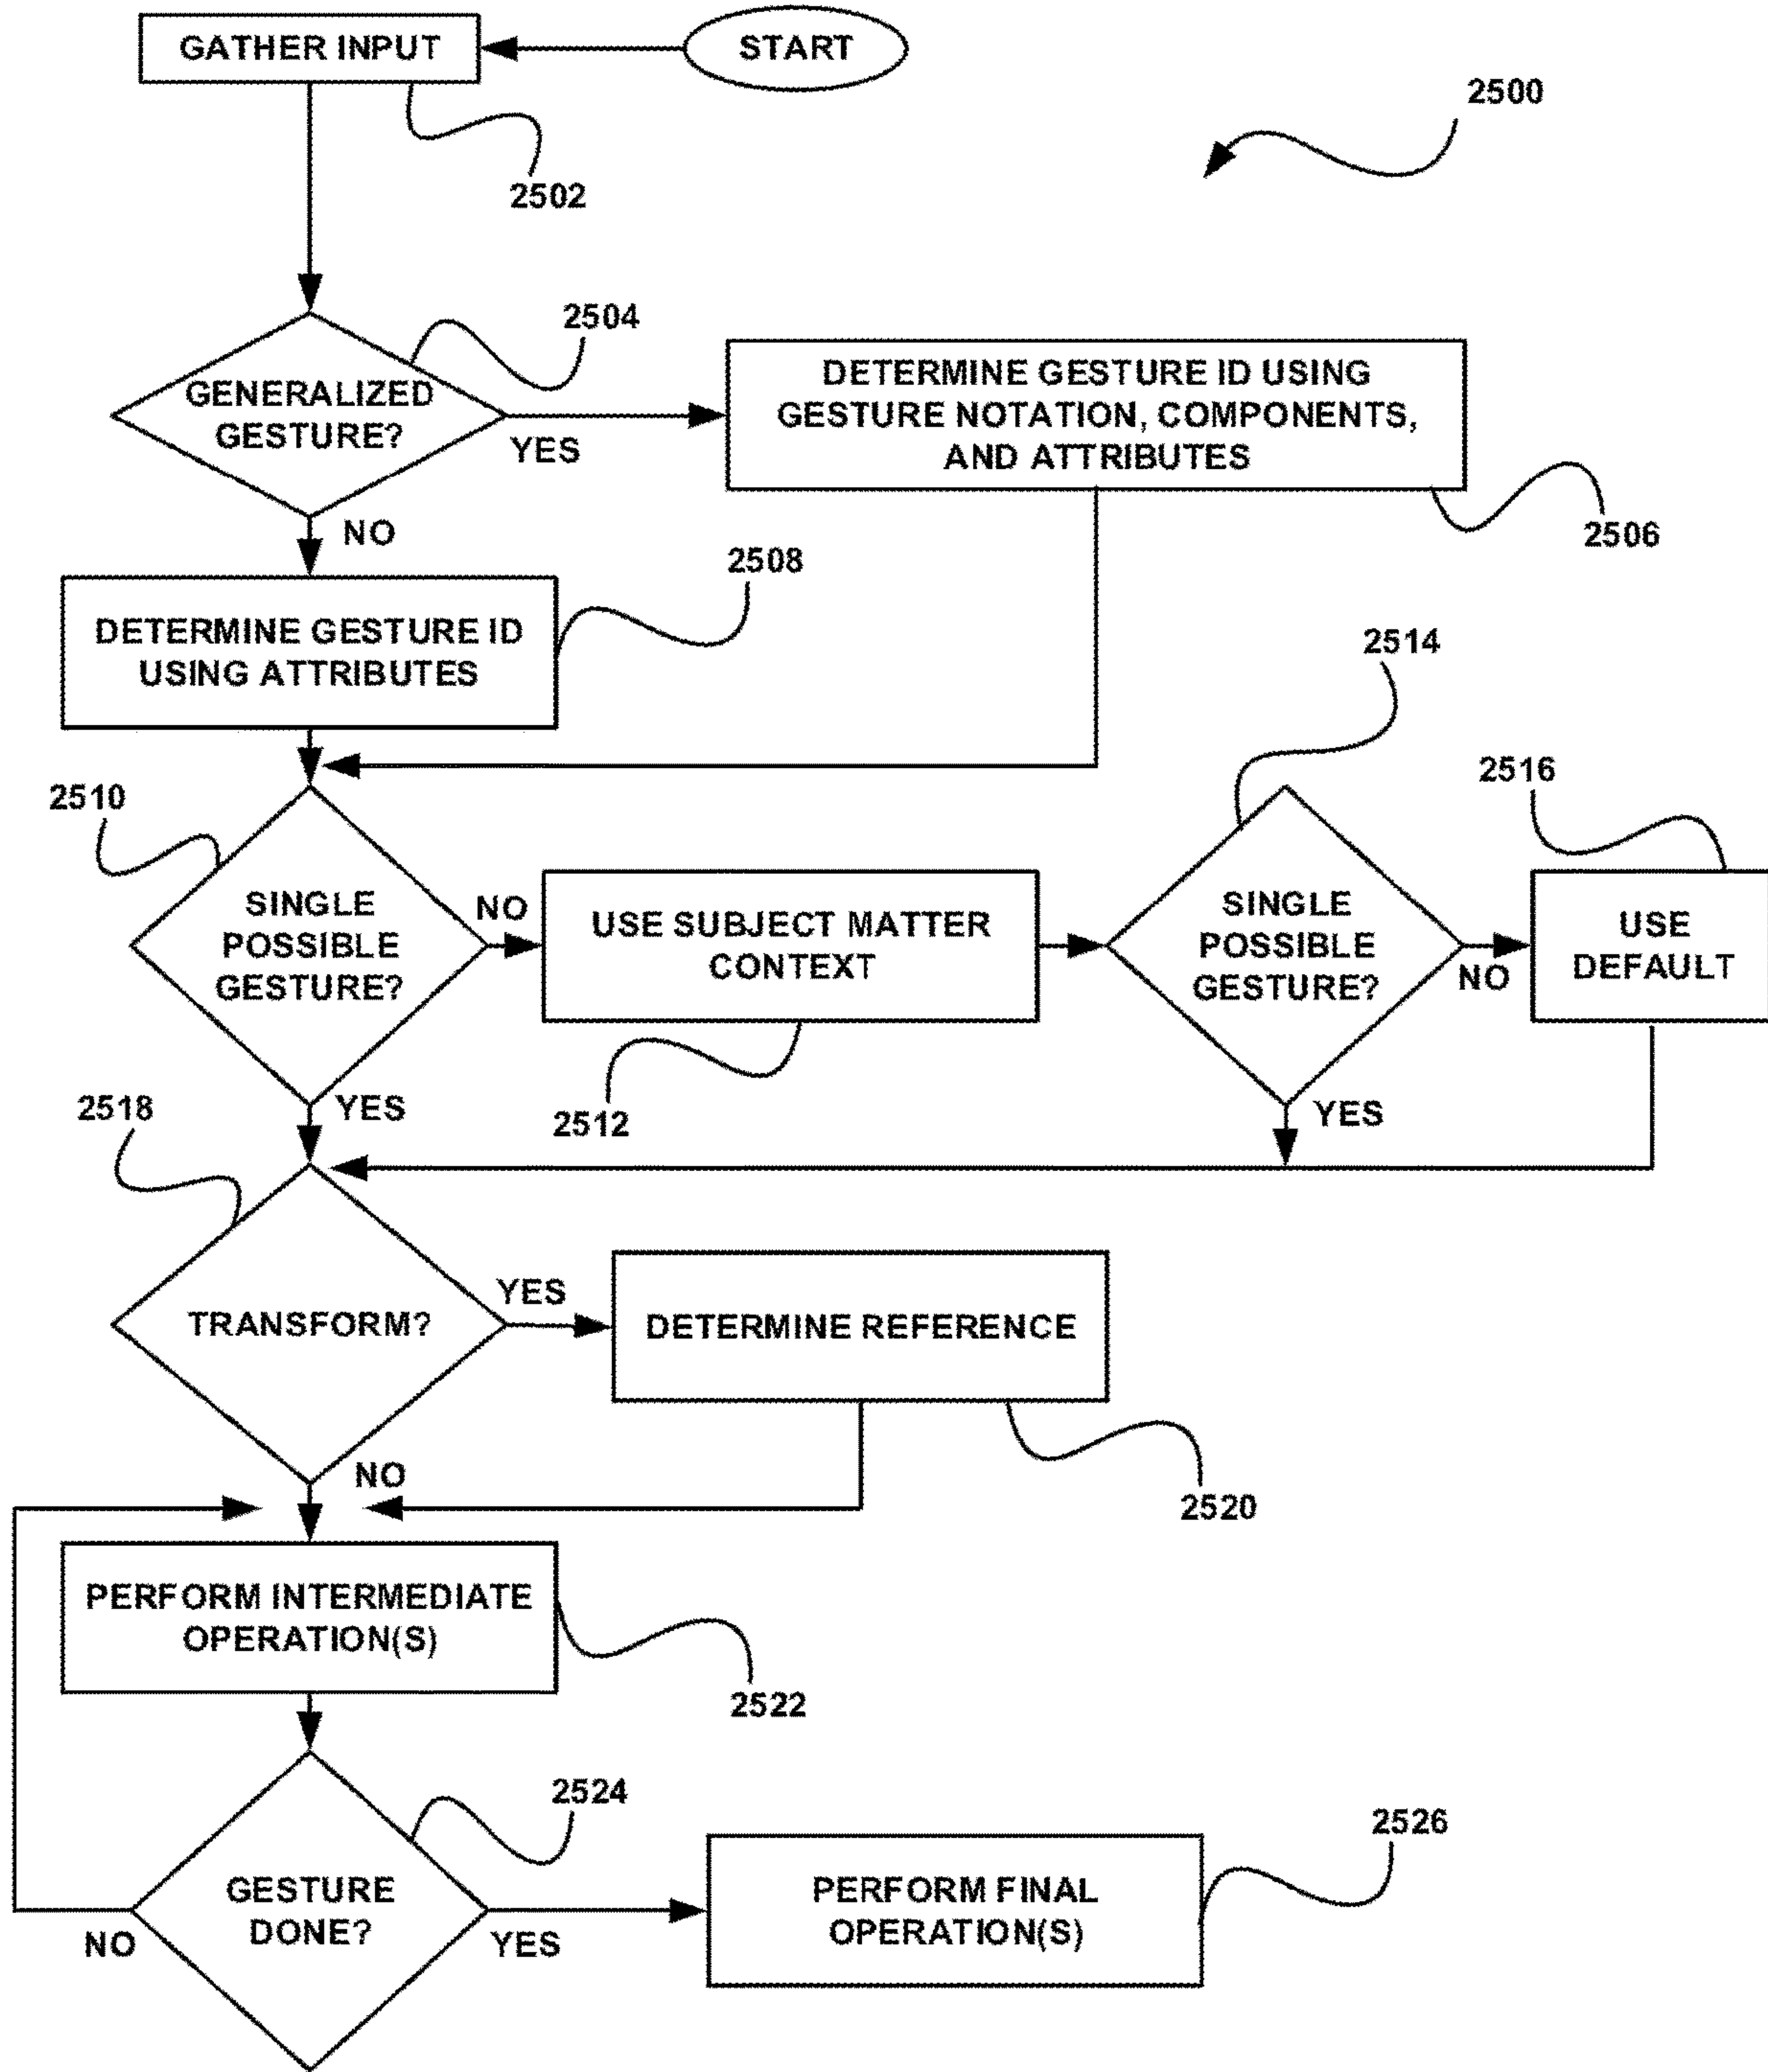 GATHER INPUT
START
2500
2502
2504
GENERALIZED
GESTURE?
YES
DETERMINE GESTURE ID USING
GESTURE NOTATION, COMPONENTS,
AND ATTRIBUTES
2506
NO
2508
DETERMINE GESTURE ID
USING ATTRIBUTES
2514
2510
2516
SINGLE
POSSIBLE
GESTURE?
NO
USE SUBJECT MATTER
CONTEXT
SINGLE
POSSIBLE
GESTURE?
NO
USE
DEFAULT
2518
YES
2512
YES
TRANSFORM?
YES
DETERMINE REFERENCE
NO
2520
PERFORM INTERMEDIATE
OPERATION(S)
2522
2524
2526
GESTURE
DONE?
NO
YES
PERFORM FINAL
OPERATION(S)